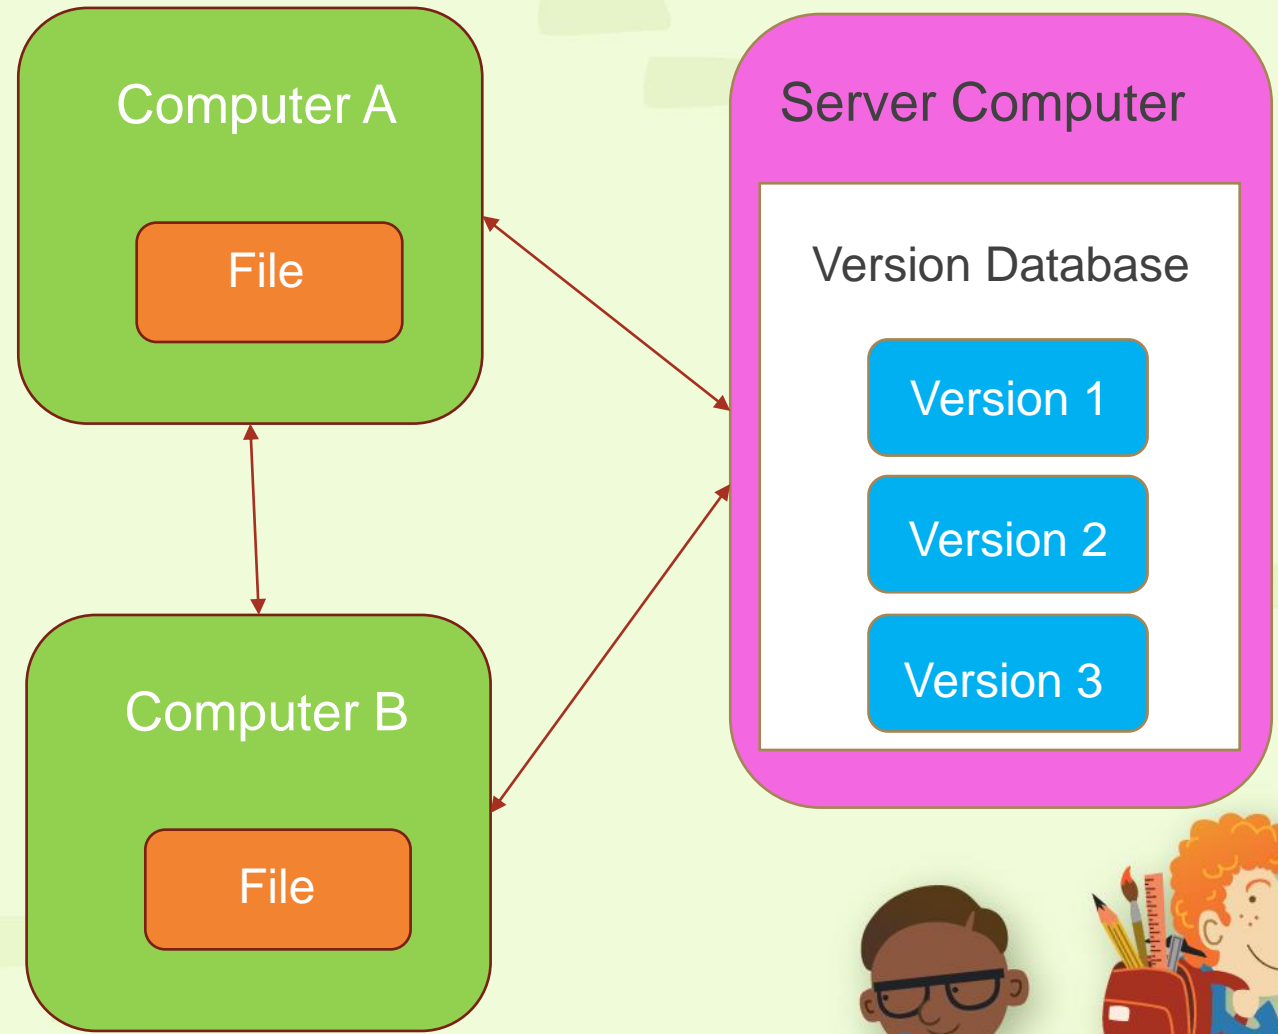 Computer A
File
Server Computer
Version Database
Version 1
Version 2
Version 3
Computer B
File